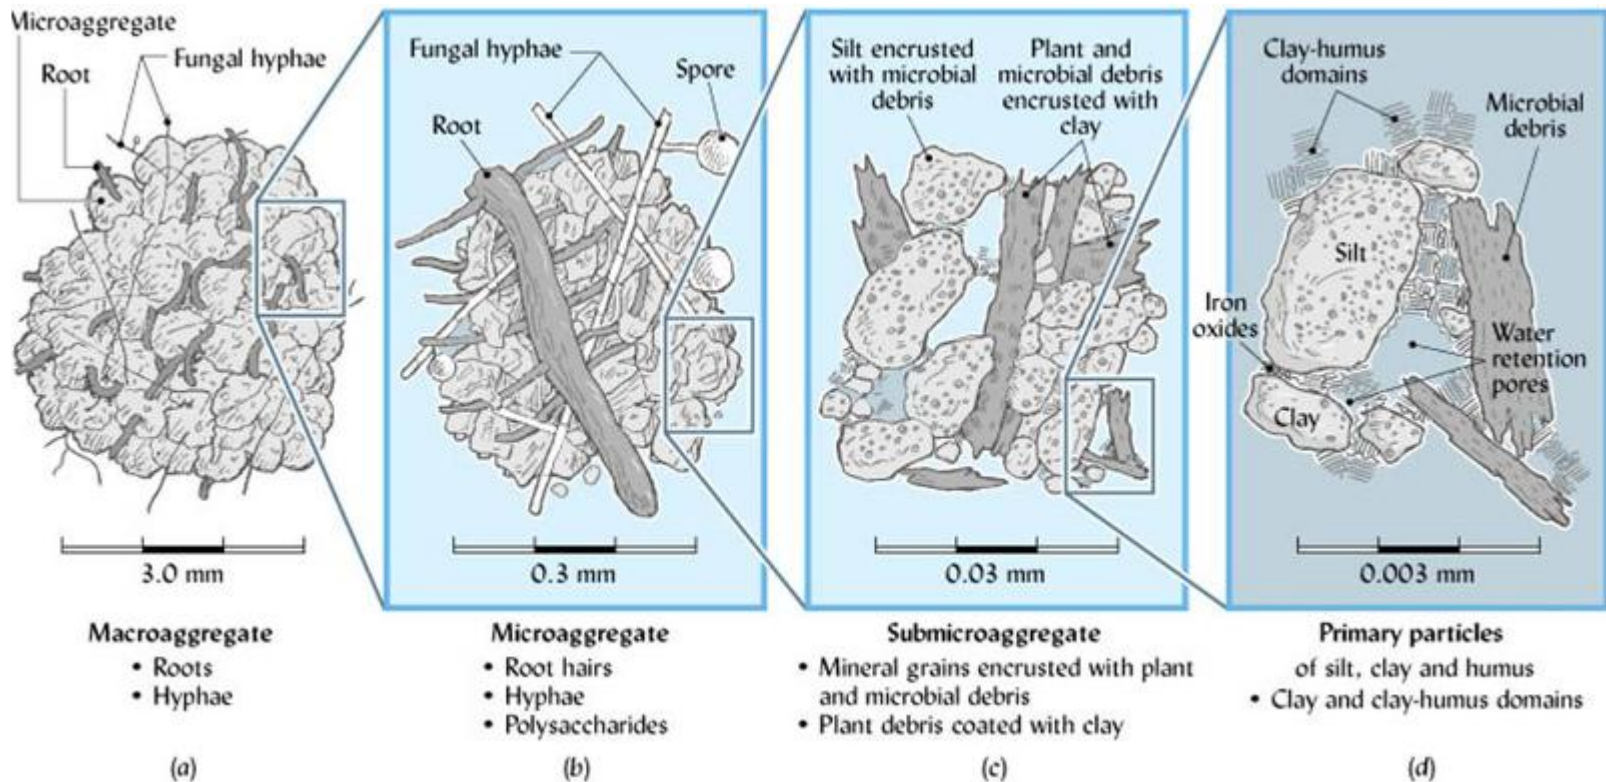 Microaggregate
Root
Fungal hyphae
3.0 mm
Macroaggregate
• Roots
• Hyphae
(a)
Fungal hyphae
Spore
Root
0.3 mm
Microaggregate
• Root hairs
• Hyphae
• Polysaccharides
(b)
Silt encrusted
with microbial
debris
Plant and
microbial debris
encrusted with
clay
0.03 mm
Submicroaggregate
• Mineral grains encrusted with plant
and microbial debris
• Plant debris coated with clay
(c)
Clay-humus
domains
Microbial
debris
Silt
Iron
oxides
Water
retention
pores
Clay
0.003 mm
Primary particles
of silt, clay and humus
• Clay and clay-humus domains
(d)